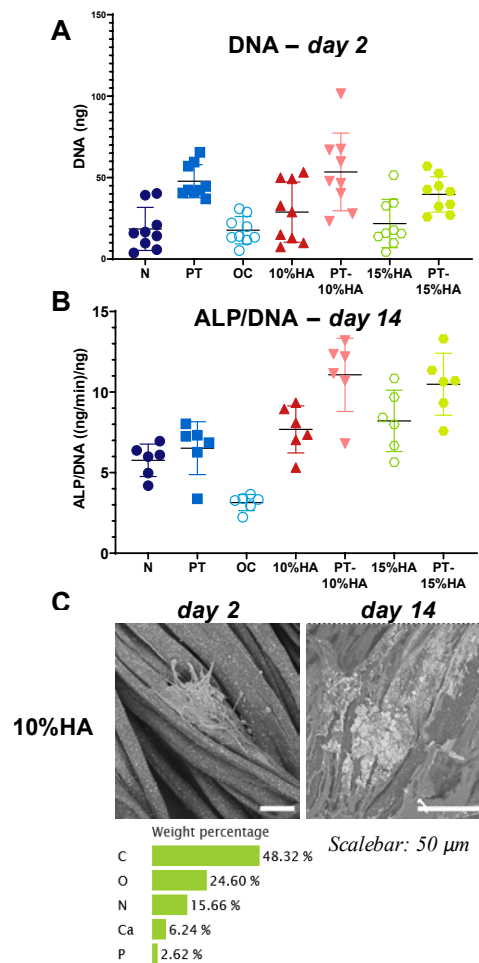 A
DNA – day 2
DNA (ng)
150
100
50
0
N PT OC 10%HA PT-10%HA 15%HA PT-15%HA
B
ALP/DNA – day 14
ALP/DNA ((ng/min)/ng)
15
10
5
0
N PT OC 10%HA PT-10%HA 15%HA PT-15%HA
C
day 2 day 14
10%HA
Weight percentage
Scalebar: 50 μm
C 48.32 %
O 24.60 %
N 15.66 %
Ca 6.24 %
P 2.62 %